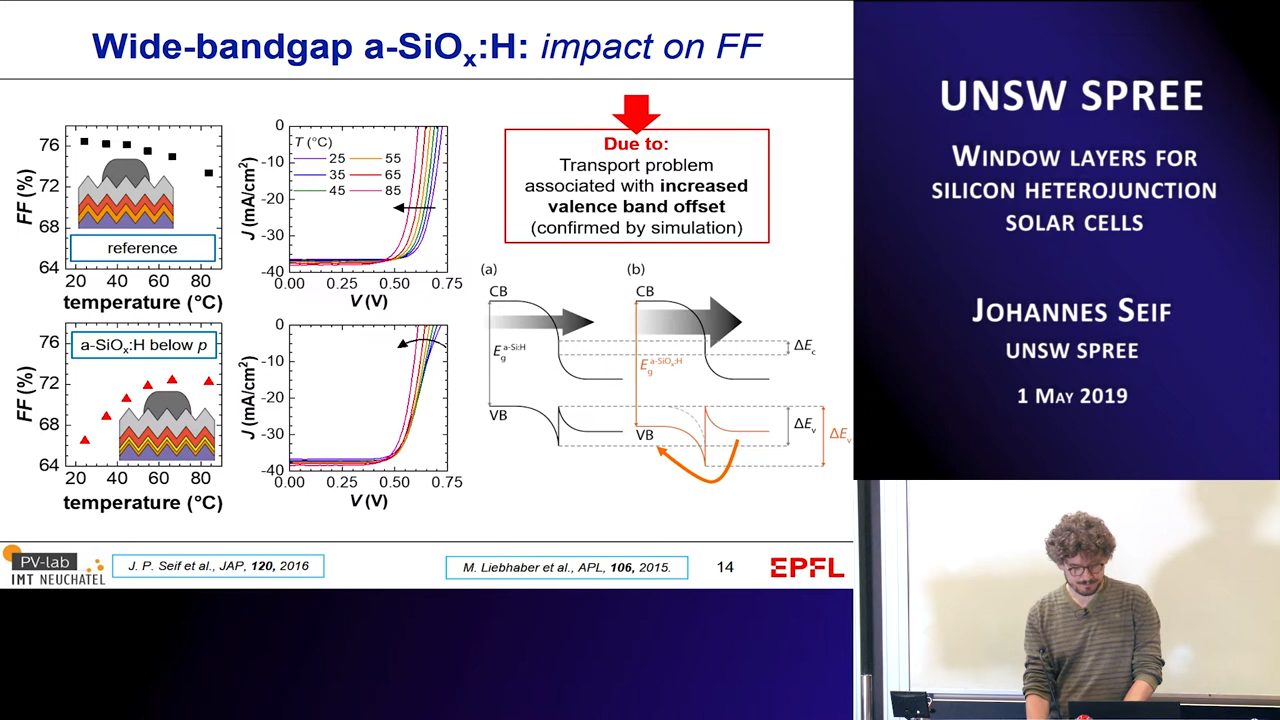 Wide-bandgap a-SiOx:H: impact on FF
76
72
68
64
FF (%)
reference
20 40 60 80
temperature (°C)
0
-10
-20
-30
-40
J (mA/cm2)
T (°C)
25 55
35 65
45 85
0.00 0.25 0.50 0.75
V (V)
Due to:
Transport problem
associated with increased
valence band offset
(confirmed by simulation)
76
72
68
64
FF (%)
a-SiOx:H below p
20 40 60 80
temperature (°C)
0
-10
-20
-30
-40
J (mA/cm2)
0.00 0.25 0.50 0.75
V (V)
(a)
CB
Eg a-Si:H
VB
(b)
CB
Eg a-SiOx:H
VB
ΔEc
ΔEv
ΔEv
PV-lab
IMT NEUCHATEL
J. P. Seif et al., JAP, 120, 2016
M. Liebhaber et al., APL, 106, 2015.
14
EPFL
UNSW SPREE
WINDOW LAYERS FOR
SILICON HETEROJUNCTION
SOLAR CELLS
JOHANNES SEIF
UNSW SPREE
1 MAY 2019